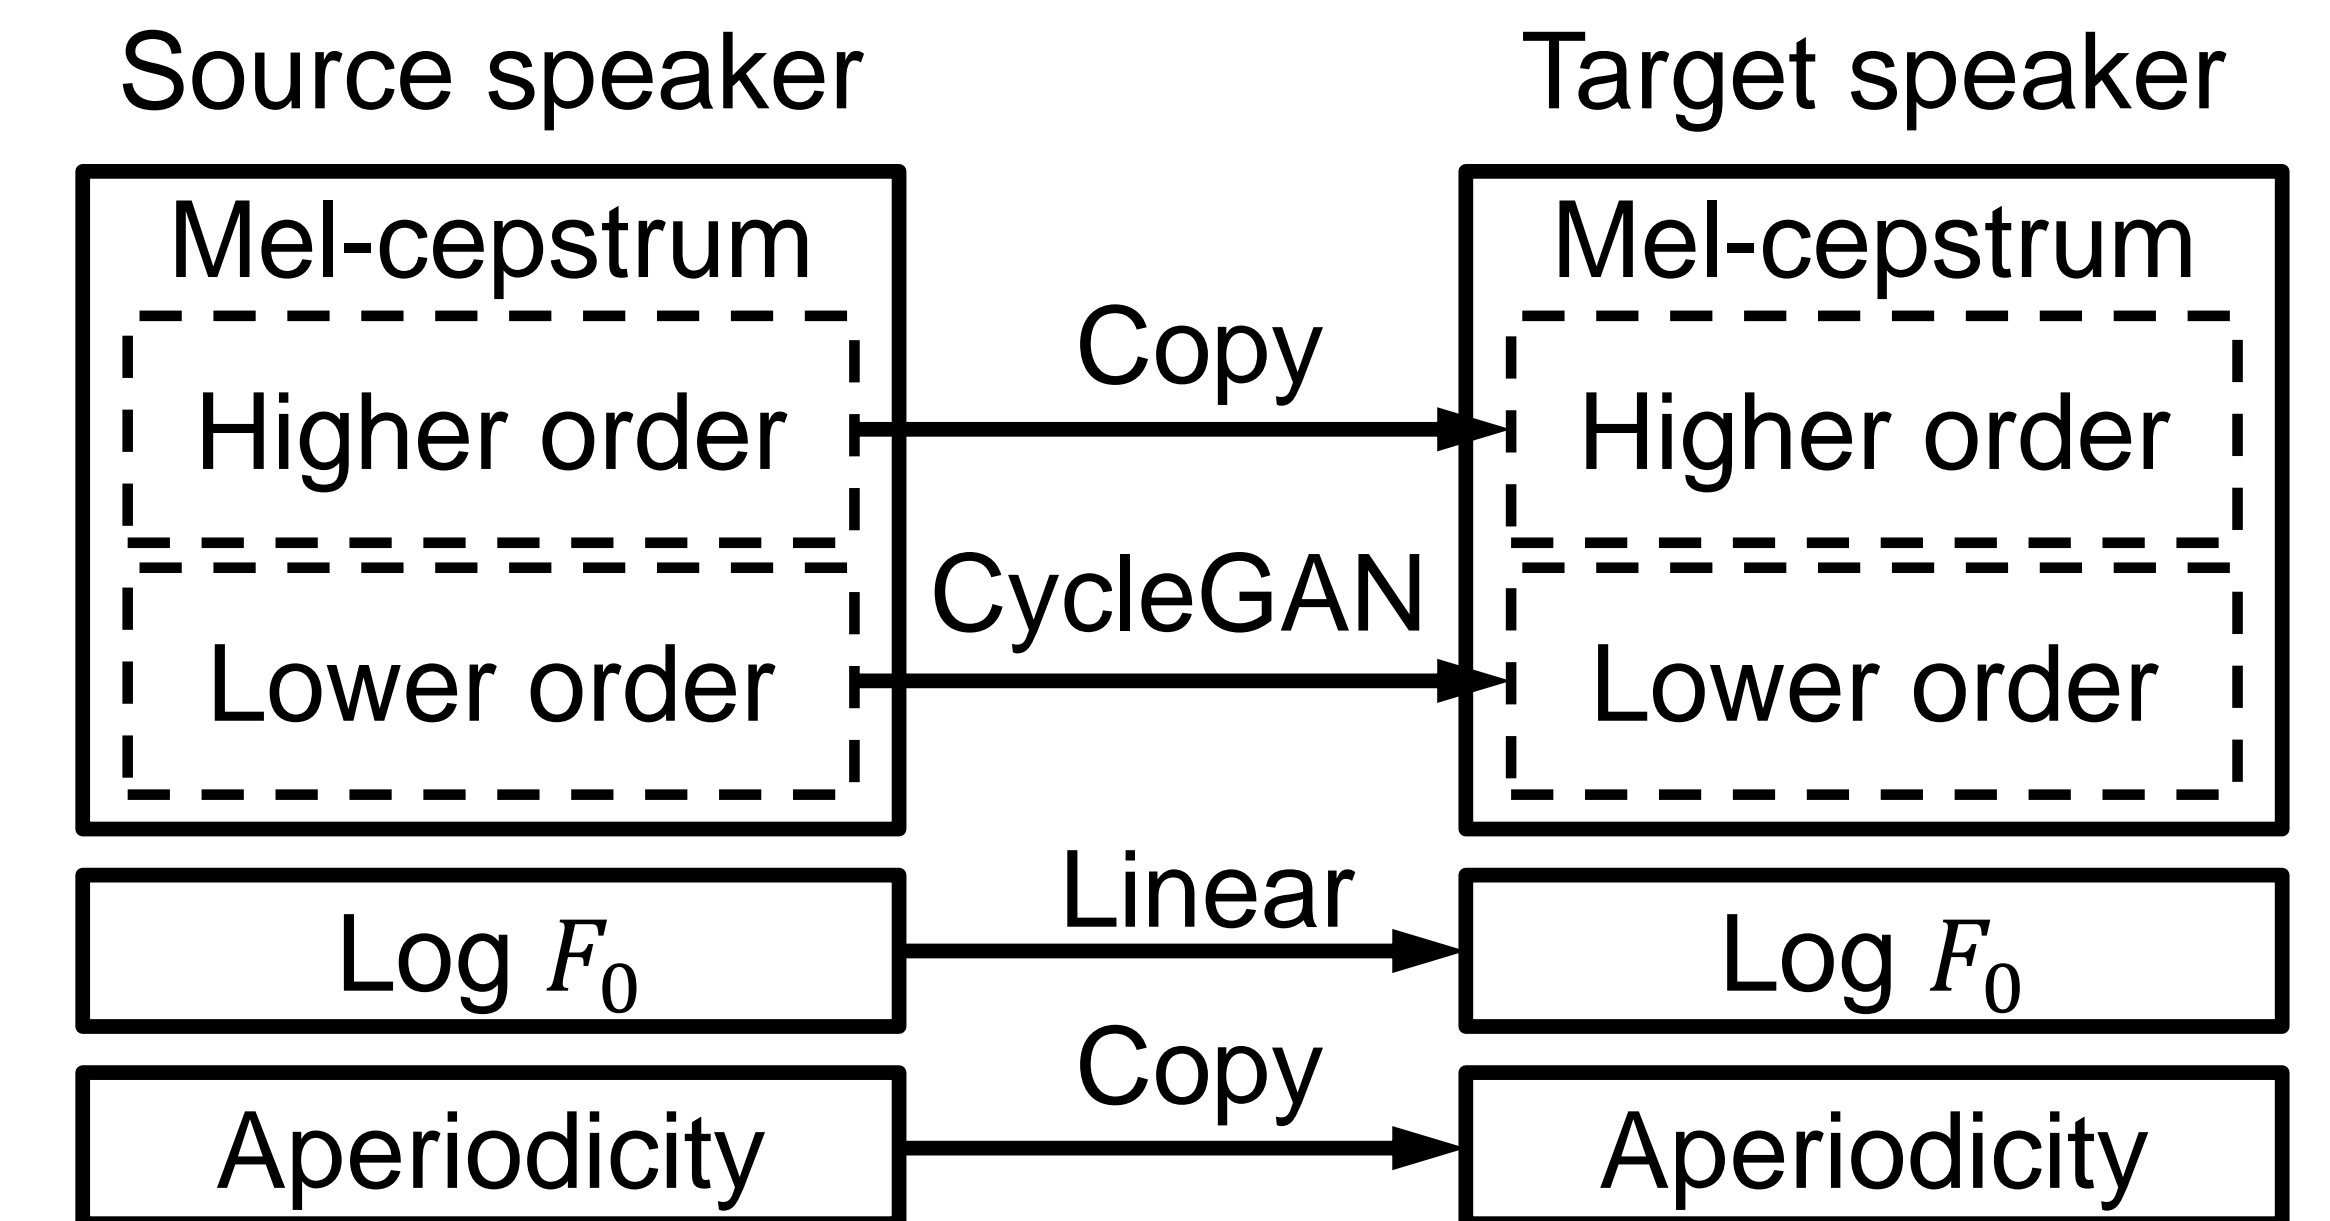 Source speaker
Target speaker
Mel-cepstrum
Mel-cepstrum
Copy
Higher order
Higher order
CycleGAN
Lower order
Lower order
Linear
Log F₀
Log F₀
Copy
Aperiodicity
Aperiodicity